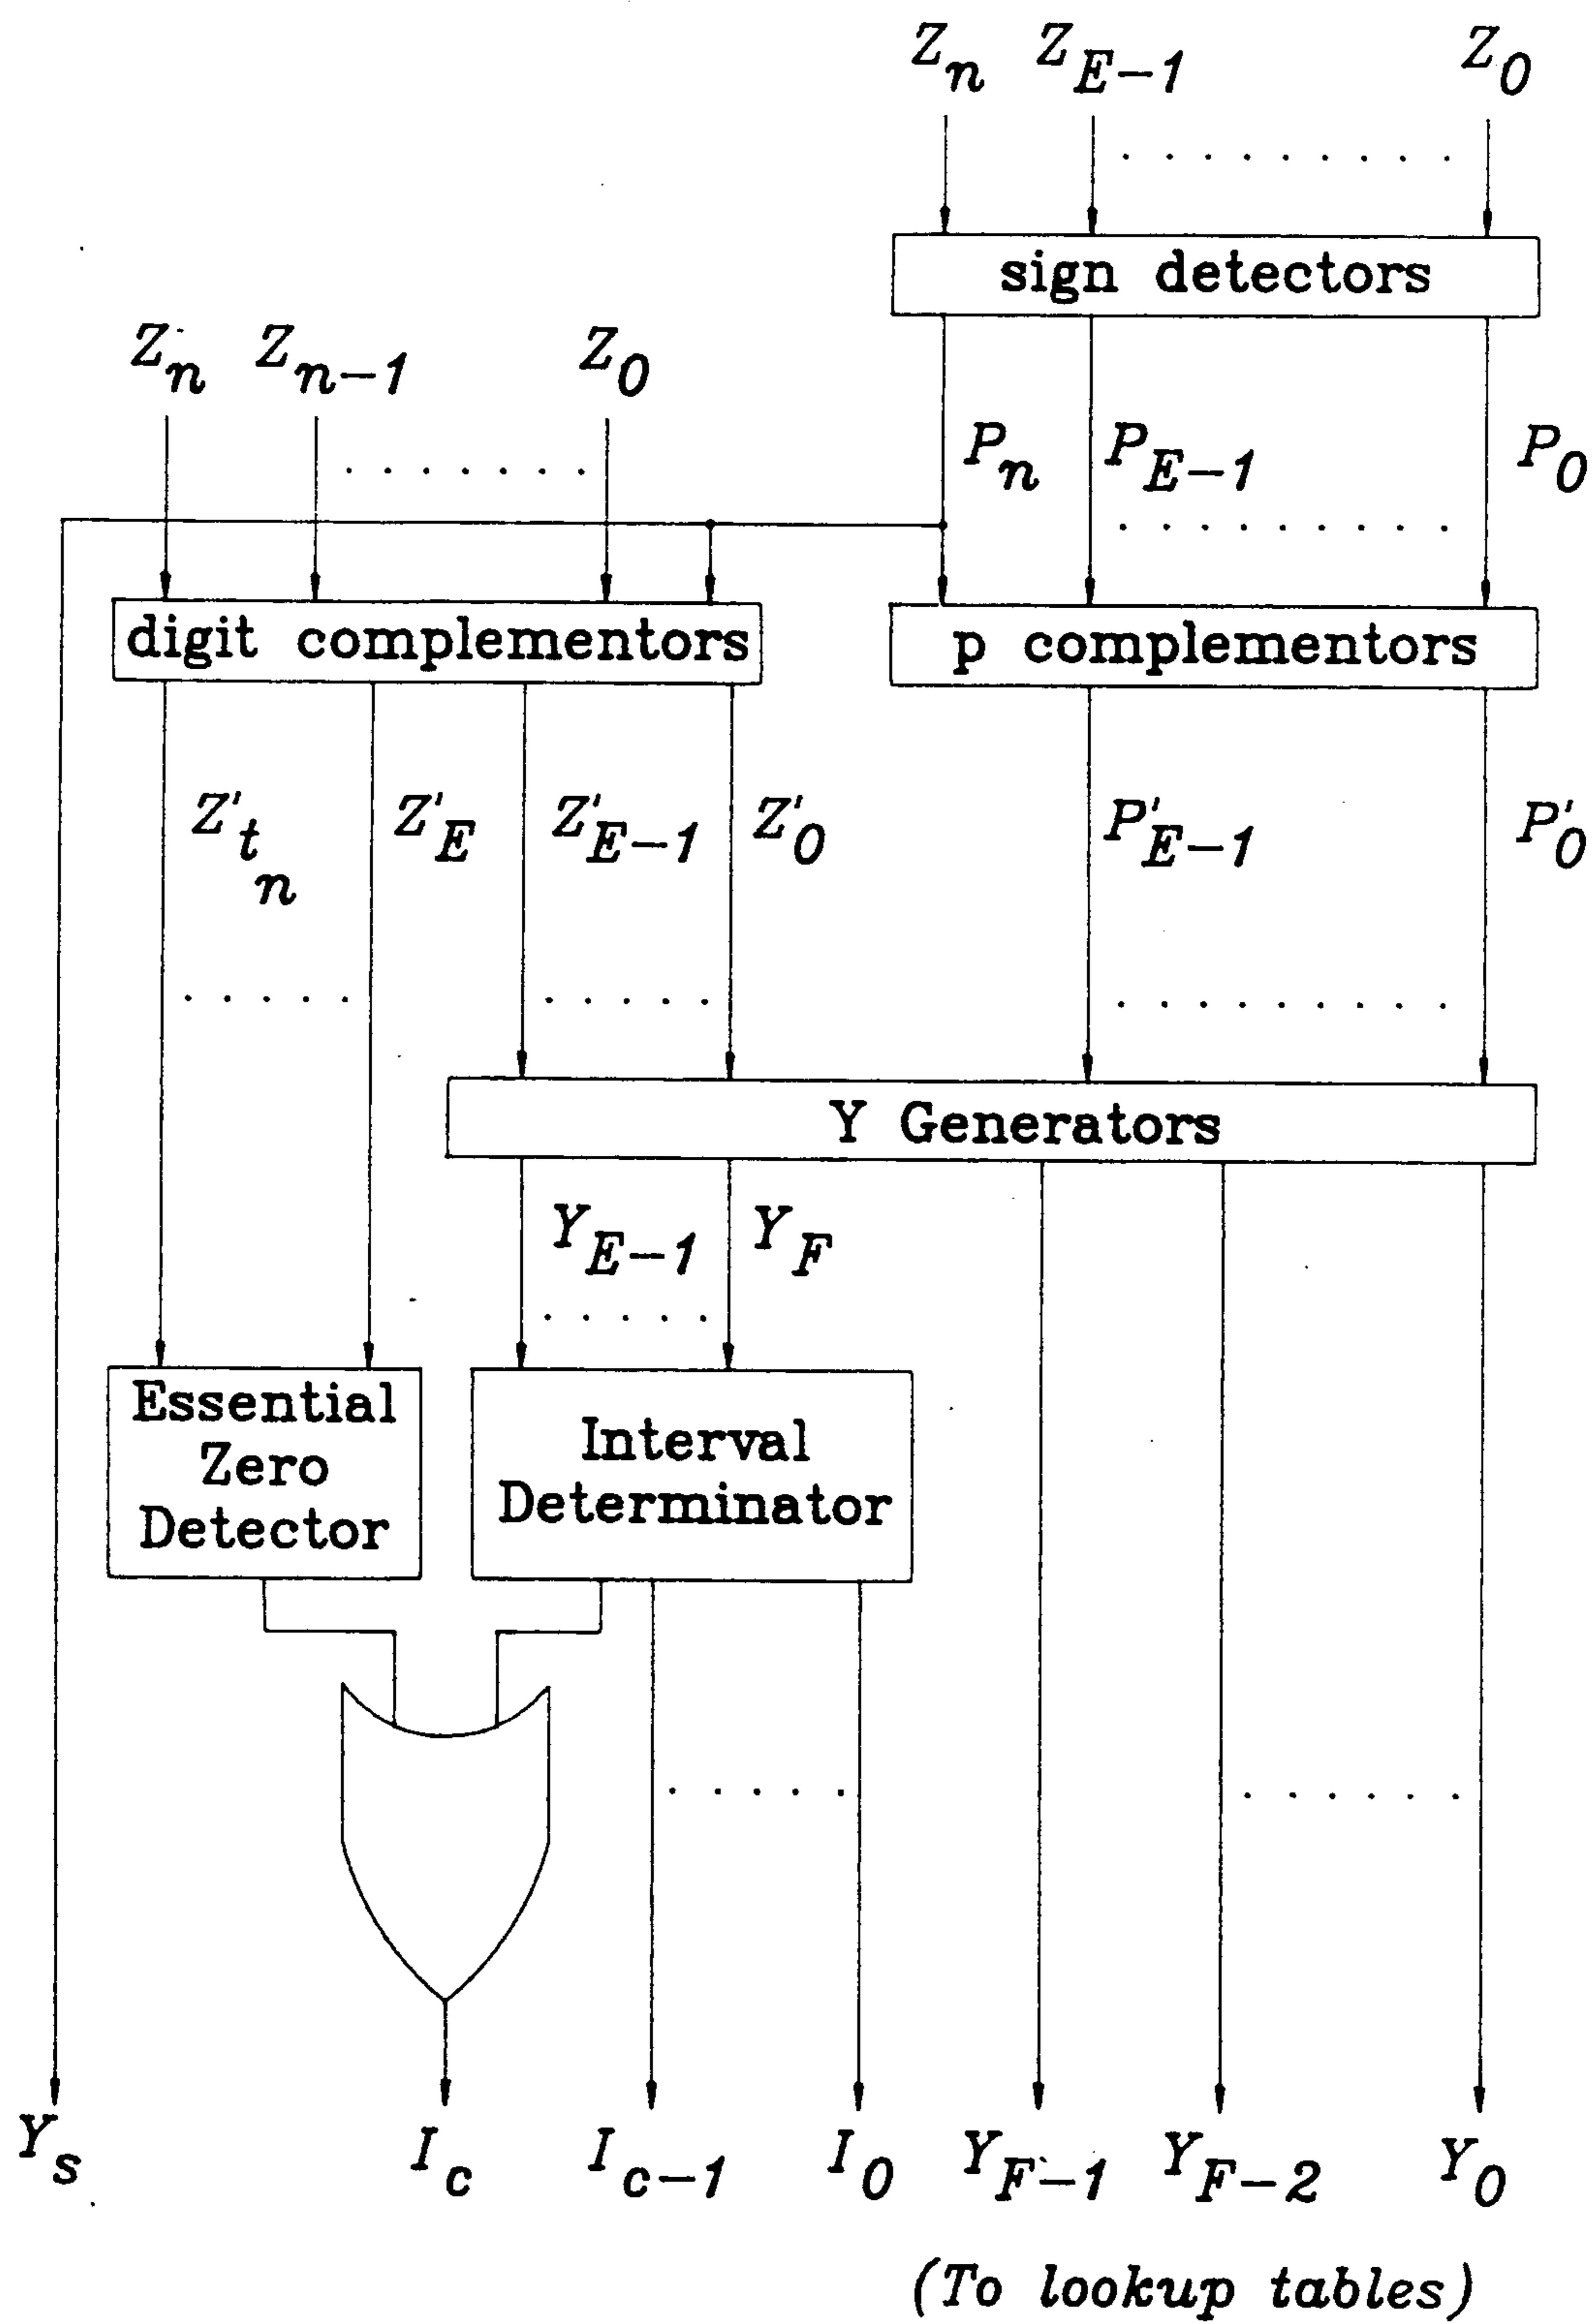 Z_n Z_{E-1} Z_0
sign detectors
Z_n Z_{n-1} Z_0
P_n P_{E-1} P_0
digit complementors
p complementors
Z'_{t_n} Z'_E Z'_{E-1} Z'_0 P'_{E-1} P'_0
Y Generators
Y_{E-1} Y_F
Essential
Zero
Detector
Interval
Determinator
Y_s I_c I_{c-1} I_0 Y_{F-1} Y_{F-2} Y_0
(To lookup tables)